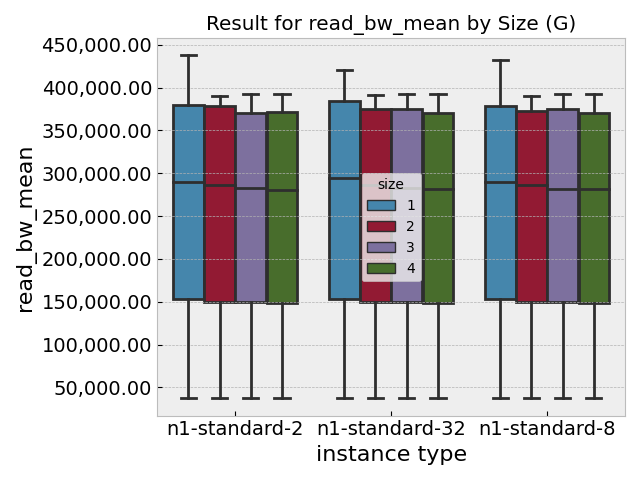 Result for read_bw_mean by Size (G)
450,000.00
400,000.00
350,000.00
300,000.00
250,000.00
200,000.00
150,000.00
100,000.00
50,000.00
read_bw_mean
size
1
2
3
4
n1-standard-2 n1-standard-32 n1-standard-8
instance type